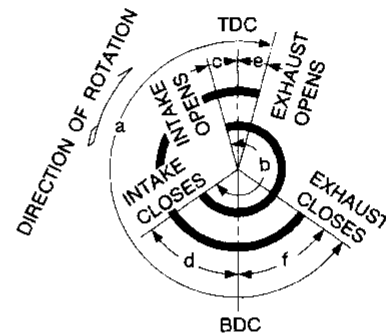 TDC
c
e
DIRECTION OF ROTATION
a
INTAKE
OPENS
EXHAUST
OPENS
b
INTAKE
CLOSES
EXHAUST
CLOSES
d
f
BDC